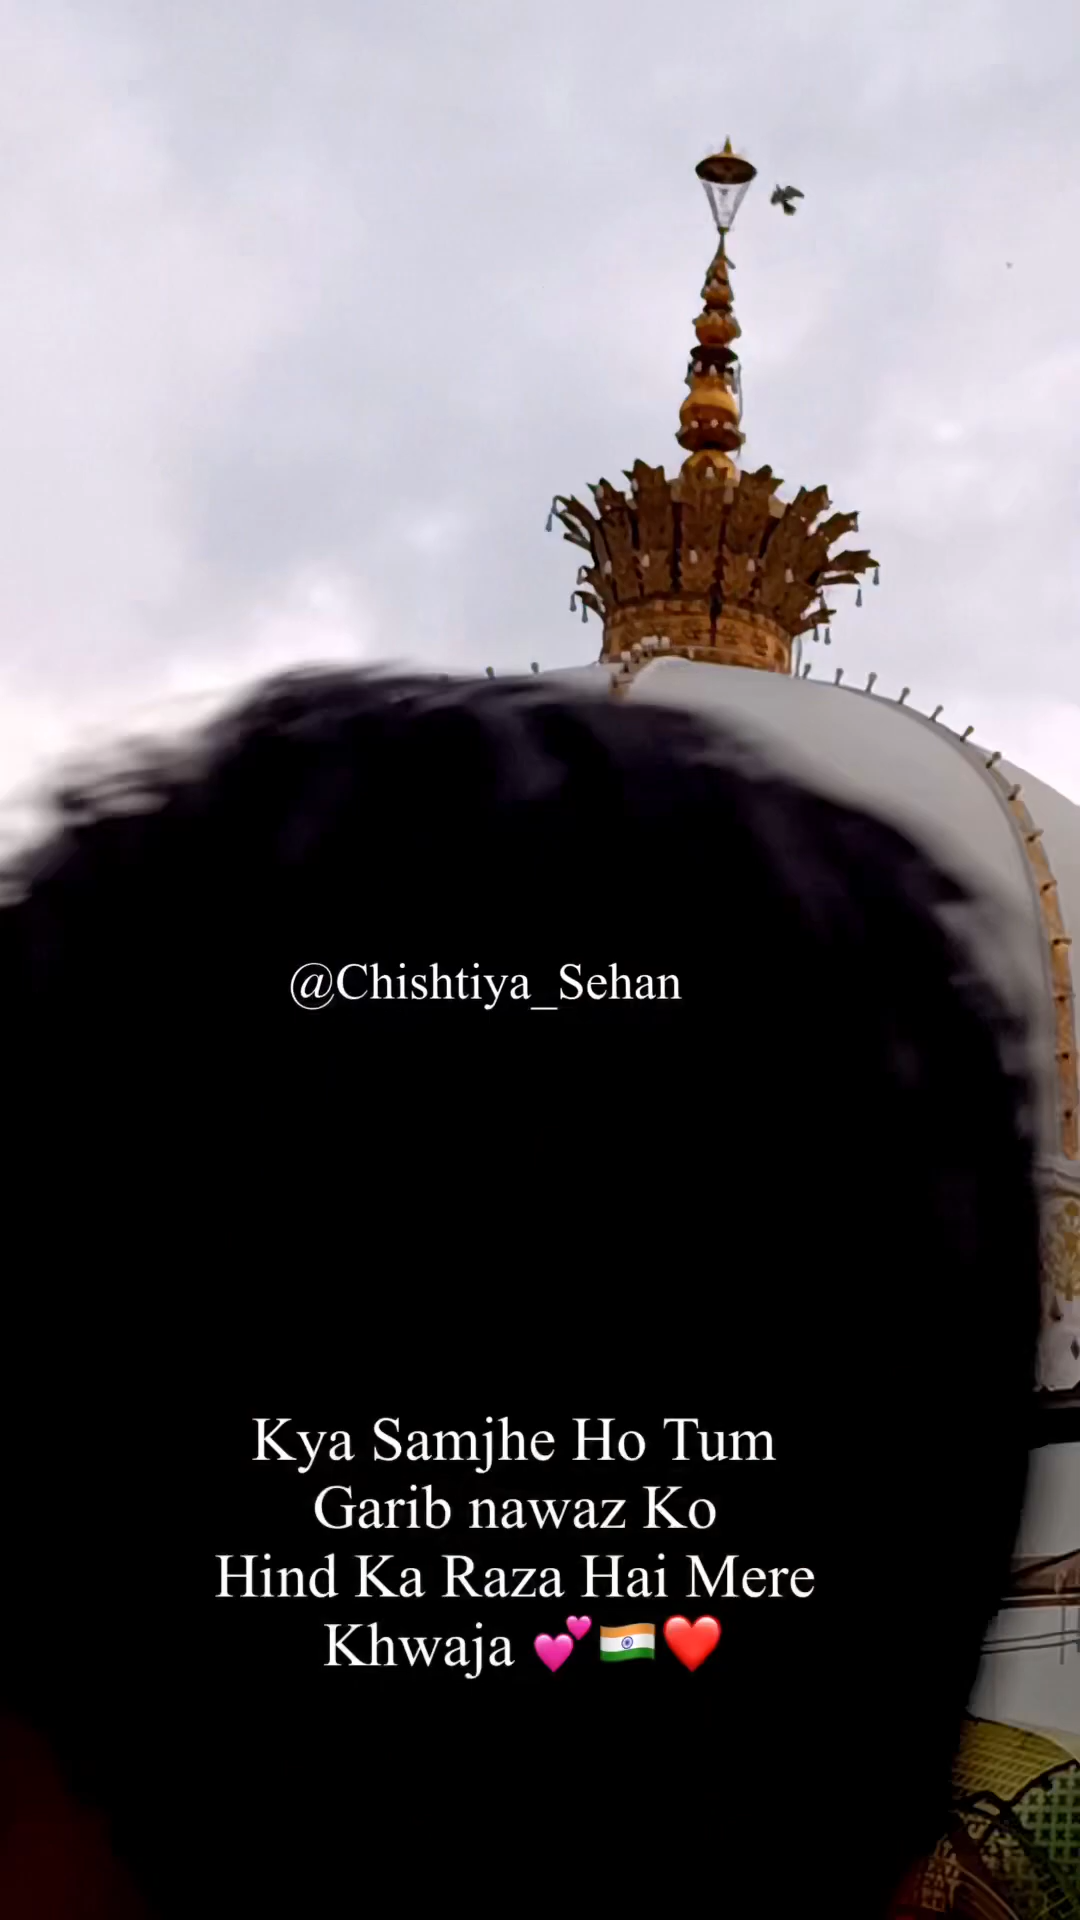 @Chishtiya_Sehan
Kya Samjhe Ho Tum
Garib nawaz Ko
Hind Ka Raza Hai Mere
Khwaja 💕🇮🇳❤️